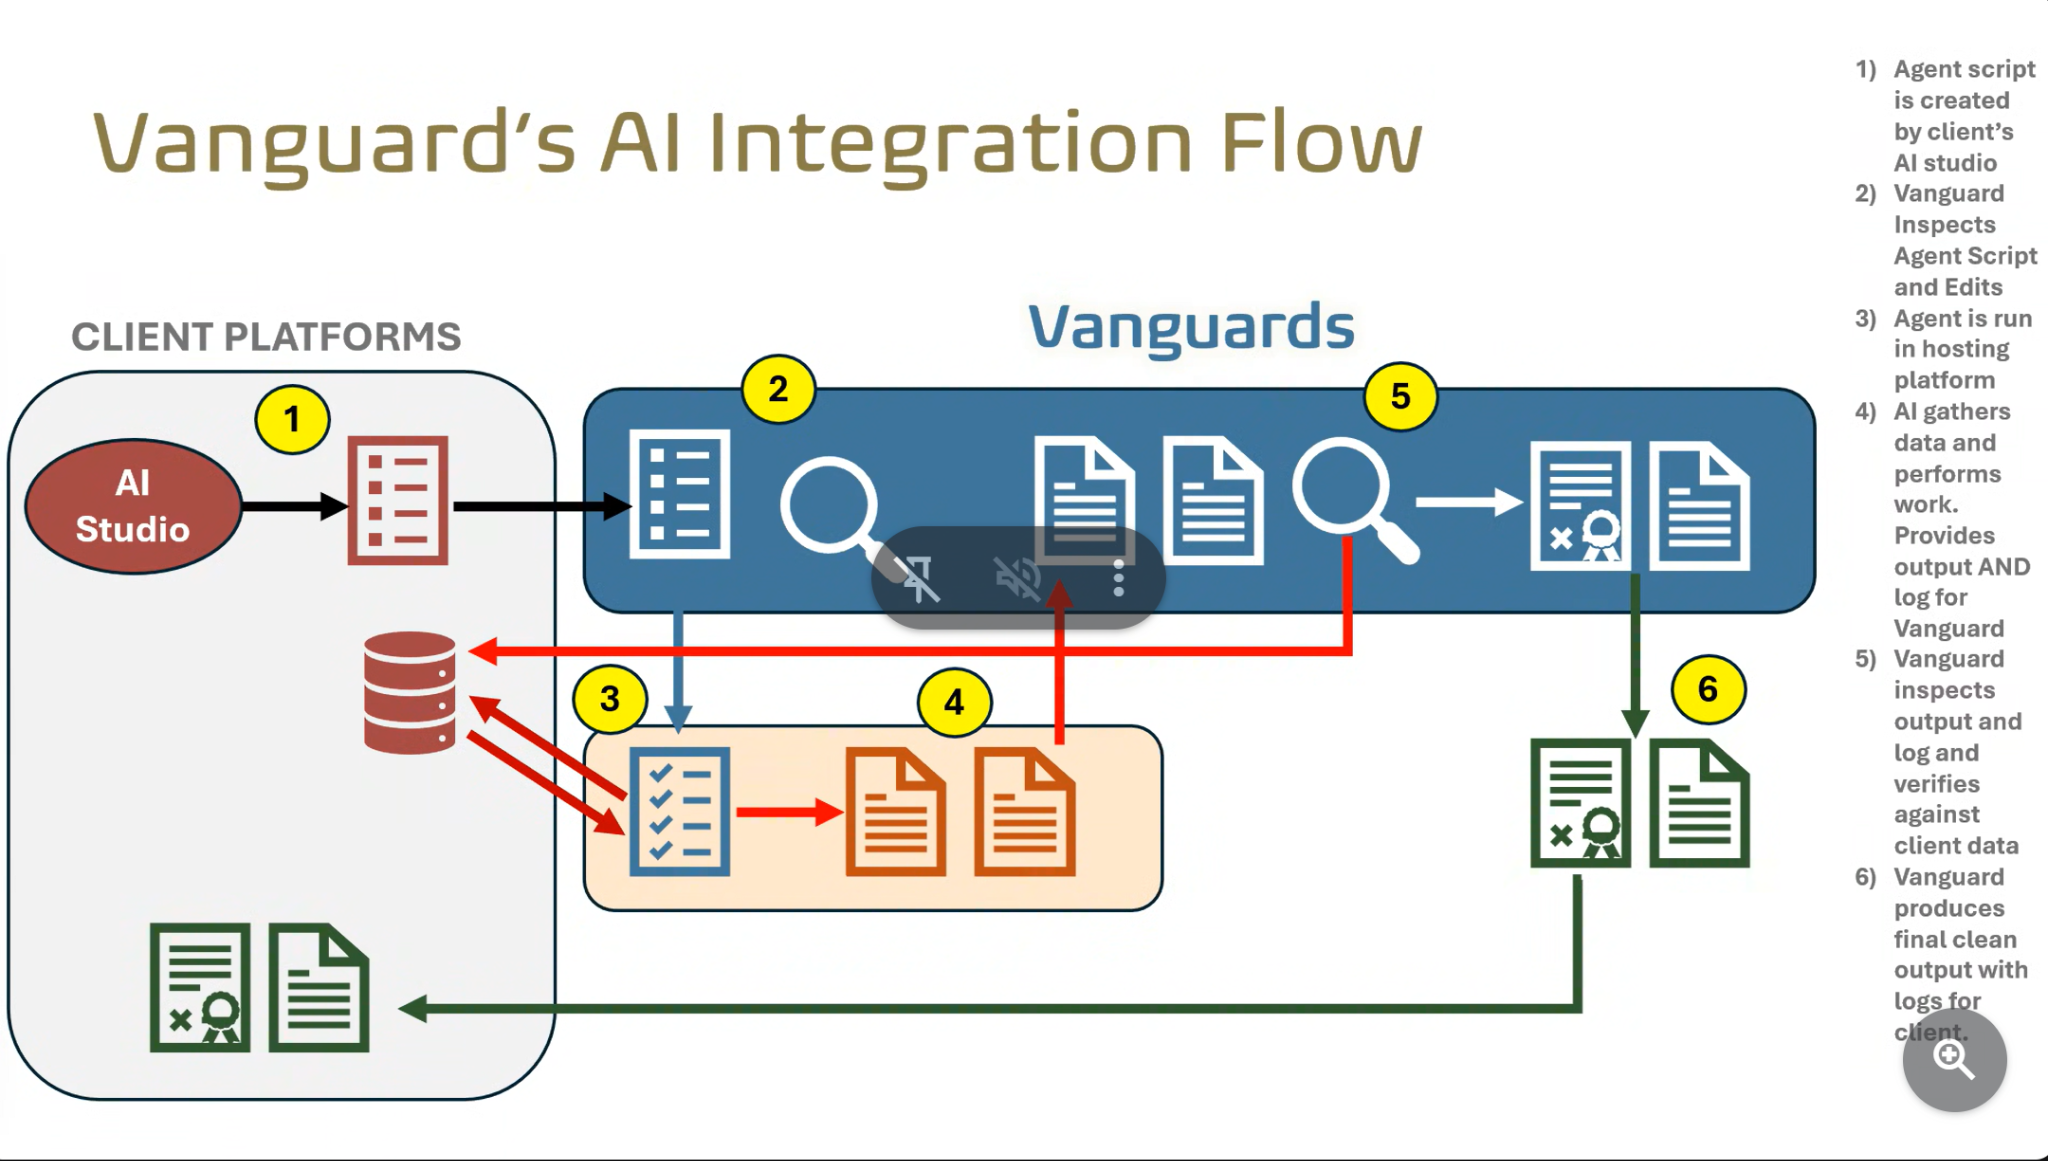 Vanguard's AI Integration Flow
CLIENT PLATFORMS
Vanguards
1
2
5
AI
Studio
3
4
6
1) Agent script
is created
by client's
AI studio
2) Vanguard
Inspects
Agent Script
and Edits
3) Agent is run
in hosting
platform
4) AI gathers
data and
performs
work.
Provides
output AND
log for
Vanguard
5) Vanguard
inspects
output and
log and
verifies
against
client data
6) Vanguard
produces
final clean
output with
logs for
client.